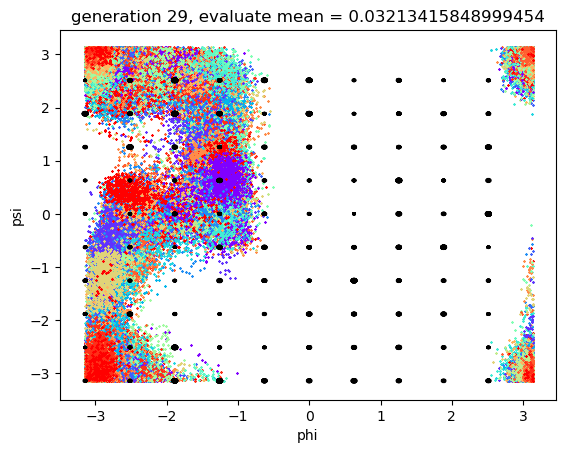 generation 29, evaluate mean = 0.03213415848999454
3
2
1
0
−1
−2
−3
psi
−3 −2 −1 0 1 2 3
phi